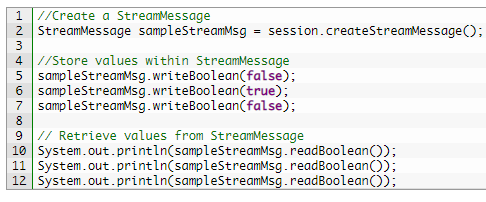 1 //Create a StreamMessage
2 StreamMessage sampleStreamMsg = session.createStreamMessage();
3
4 //Store values within StreamMessage
5 sampleStreamMsg.writeBoolean(false);
6 sampleStreamMsg.writeBoolean(true);
7 sampleStreamMsg.writeBoolean(false);
8
9 // Retrieve values from StreamMessage
10 System.out.println(sampleStreamMsg.readBoolean());
11 System.out.println(sampleStreamMsg.readBoolean());
12 System.out.println(sampleStreamMsg.readBoolean());